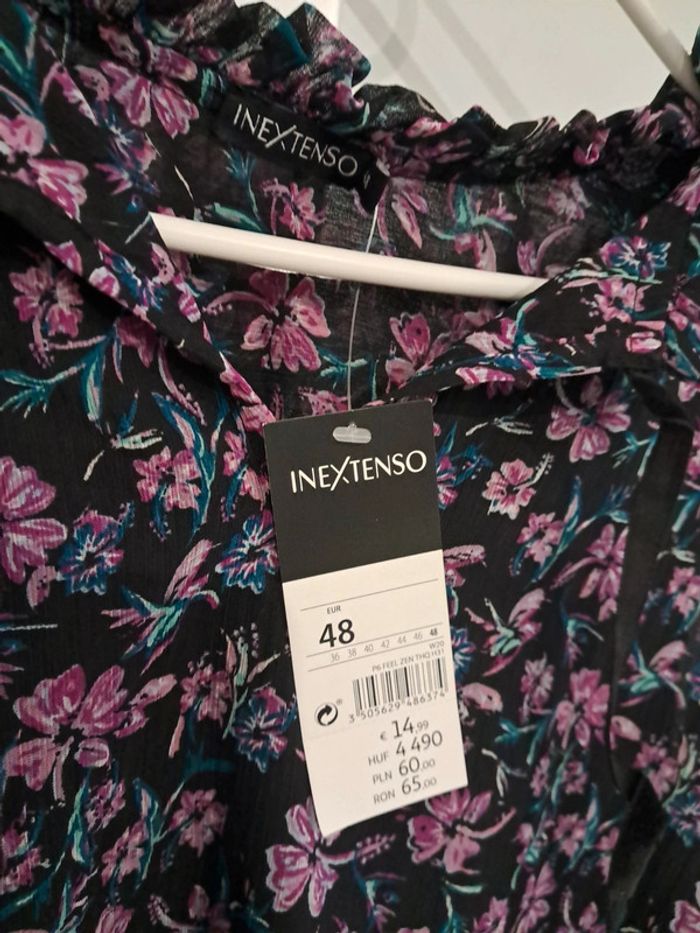 INEXTENSO
INEXTENSO
EUR
48
36 38 40 42 44 46 48
W20
P6 FEEL ZEN THQ H31
3 505629 486374
€ 14,99
HUF 4 490
PLN 60,00
RON 65,00